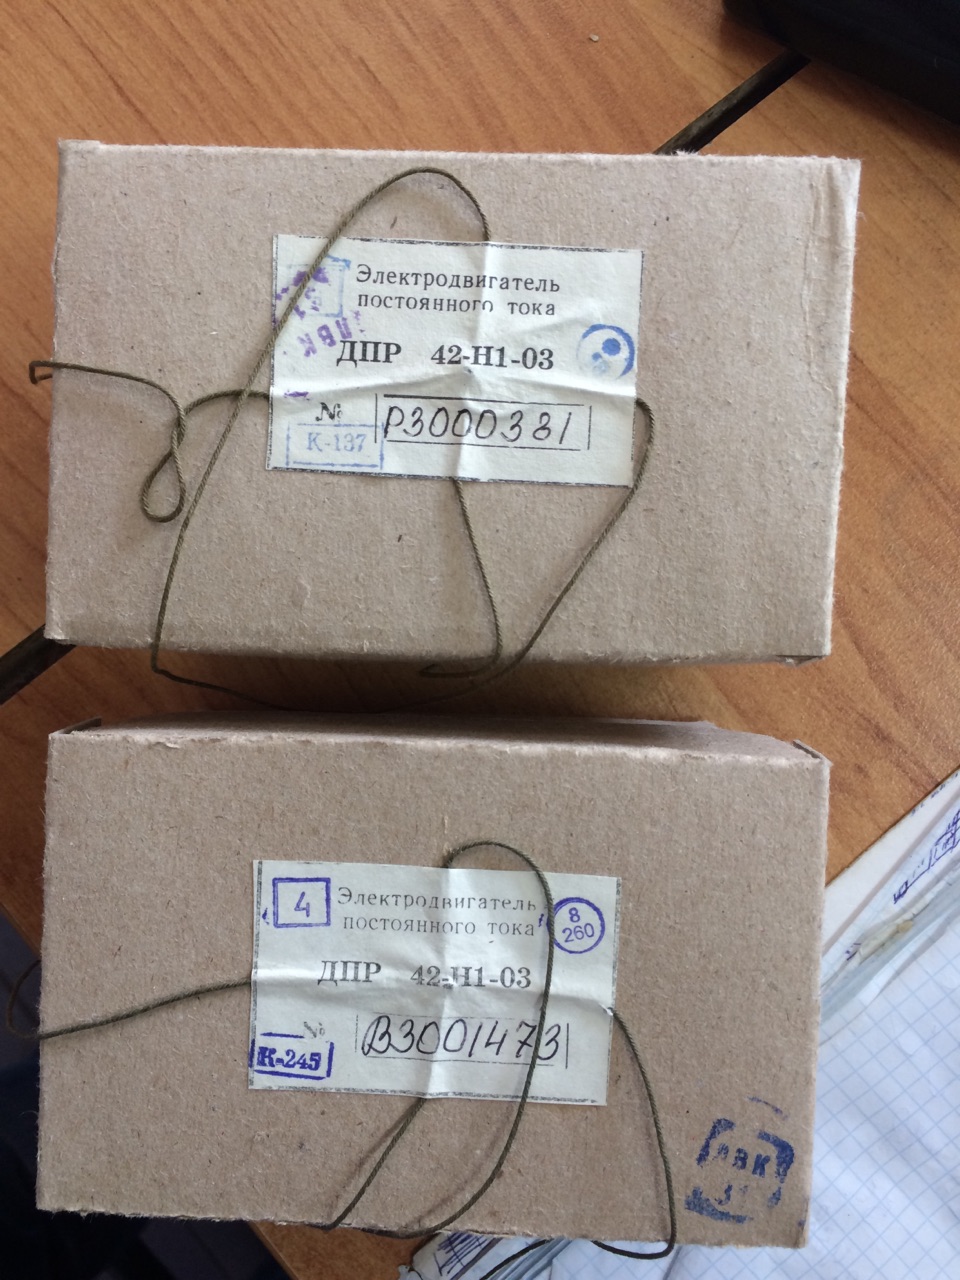 Электродвигатель
постоянного тока
ПВК
ДПР 42-Н1-03
№ Р3000381
К-137
4
Электродвигатель
постоянного тока
8
260
ДПР 42-Н1-03
№ В3001473
К-245